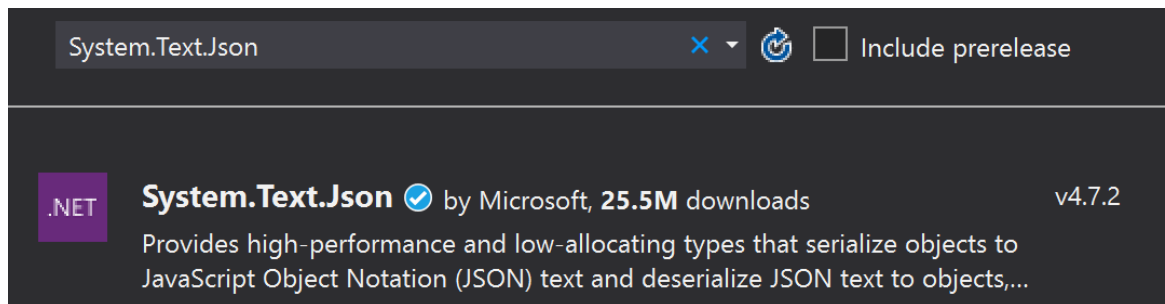 System.Text.Json
Include prerelease
.NET
System.Text.Json by Microsoft, 25.5M downloads
v4.7.2
Provides high-performance and low-allocating types that serialize objects to
JavaScript Object Notation (JSON) text and deserialize JSON text to objects,...